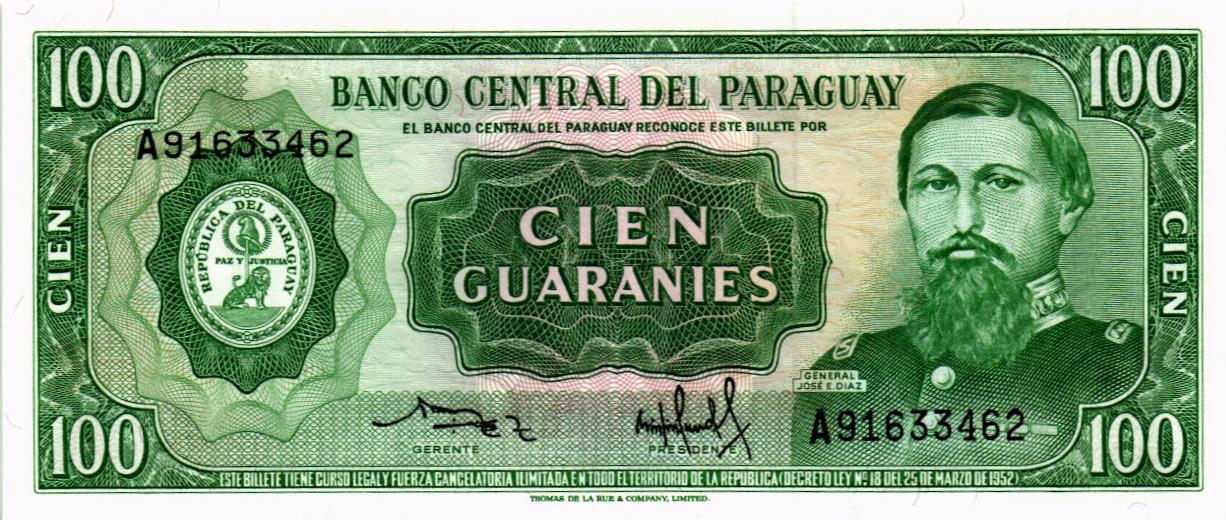 100
100
BANCO CENTRAL DEL PARAGUAY
EL BANCO CENTRAL DEL PARAGUAY RECONOCE ESTE BILLETE POR
A91633462
CIEN
REPÚBLICA DEL PARAGUAY
PAZ Y JUSTICIA
CIEN
GUARANIES
CIEN
GENERAL
JOSÉ E. DIAZ
A91633462
GERENTE
PRESIDENTE
100
100
ESTE BILLETE TIENE CURSO LEGAL Y FUERZA CANCELATORIA ILIMITADA EN TODO EL TERRITORIO DE LA REPUBLICA (DECRETO LEY Nº 18 DEL 25 DE MARZO DE 1952)
THOMAS DE LA RUE & COMPANY, LIMITED.